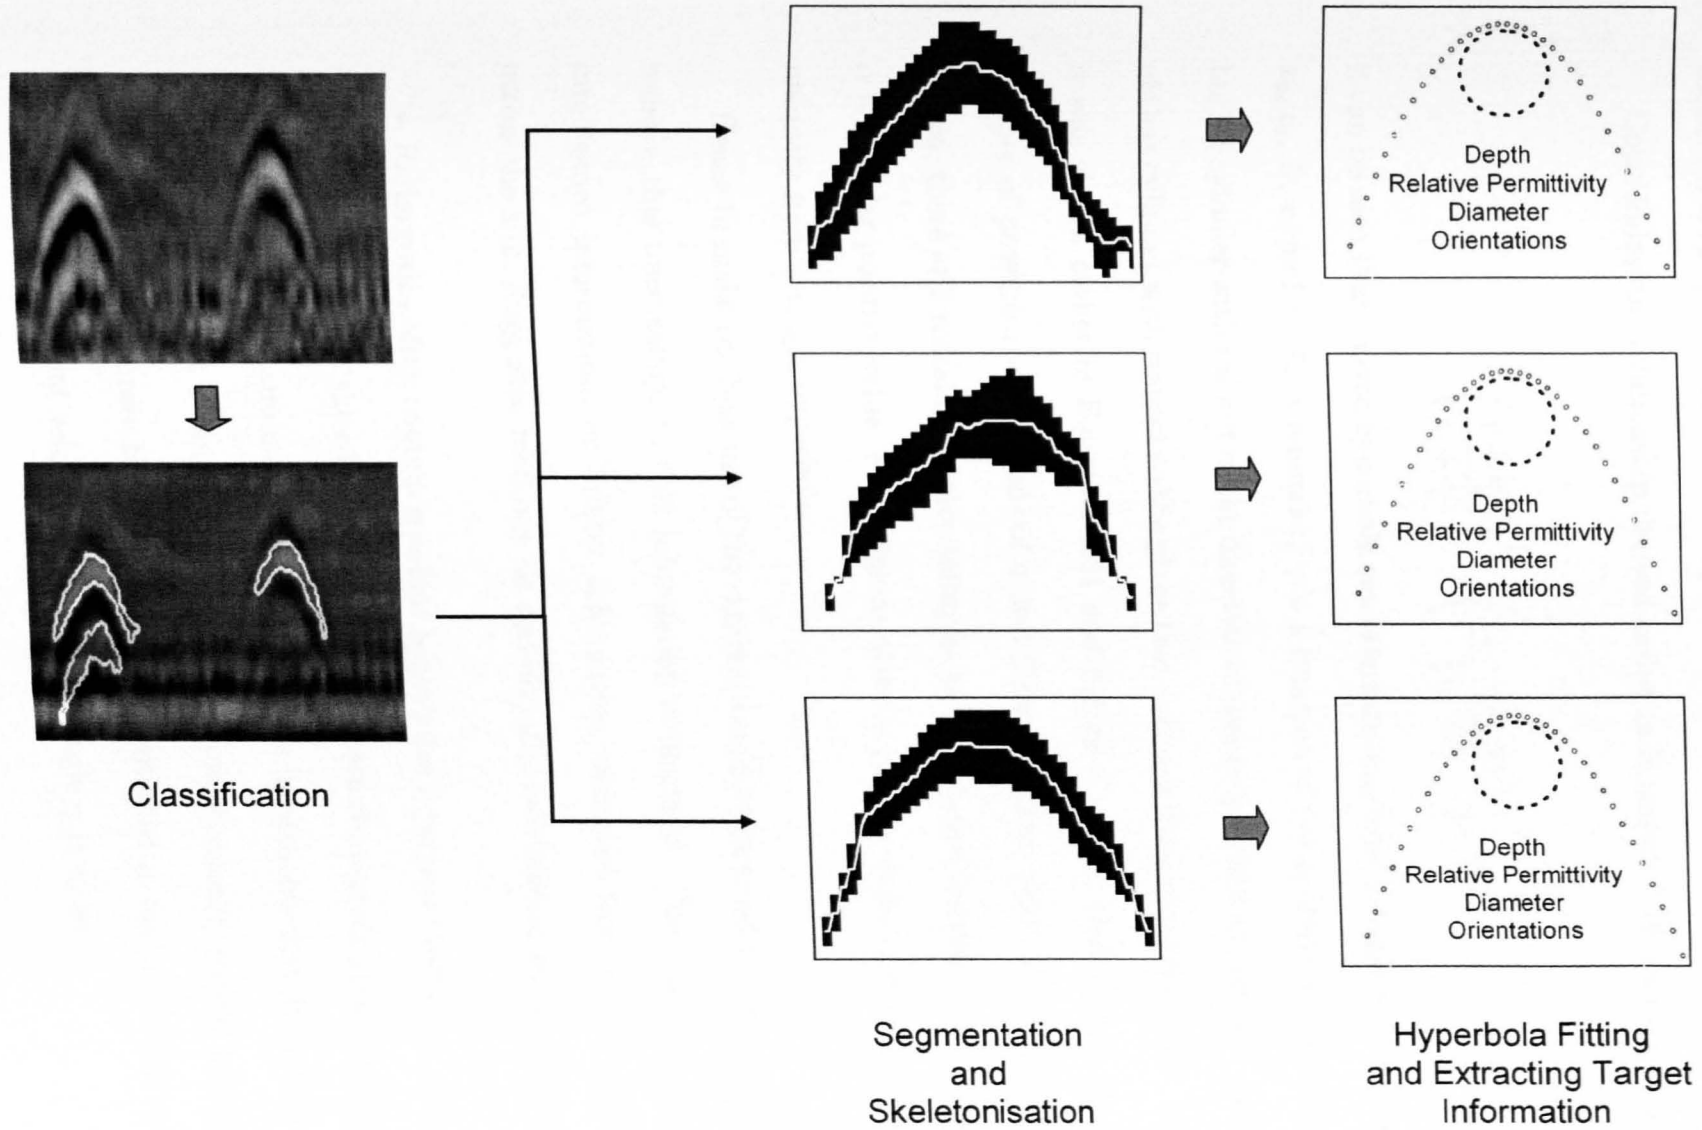 Depth
Relative Permittivity
Diameter
Orientations
Depth
Relative Permittivity
Diameter
Orientations
Depth
Relative Permittivity
Diameter
Orientations
Classification
Segmentation
and
Skeletonisation
Hyperbola Fitting
and Extracting Target
Information